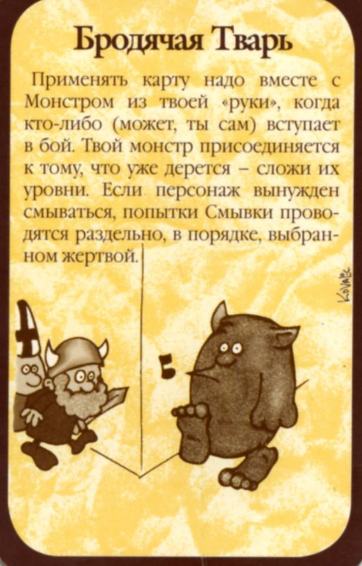 Бродячая Тварь
Применять карту надо вместе с
Монстром из твоей «руки», когда
кто-либо (может, ты сам) вступает
в бой. Твой монстр присоединяется
к тому, что уже дерется – сложи их
уровни. Если персонаж вынужден
смываться, попытки Смывки прово-
дятся раздельно, в порядке, выбран-
ном жертвой.
Kovalic